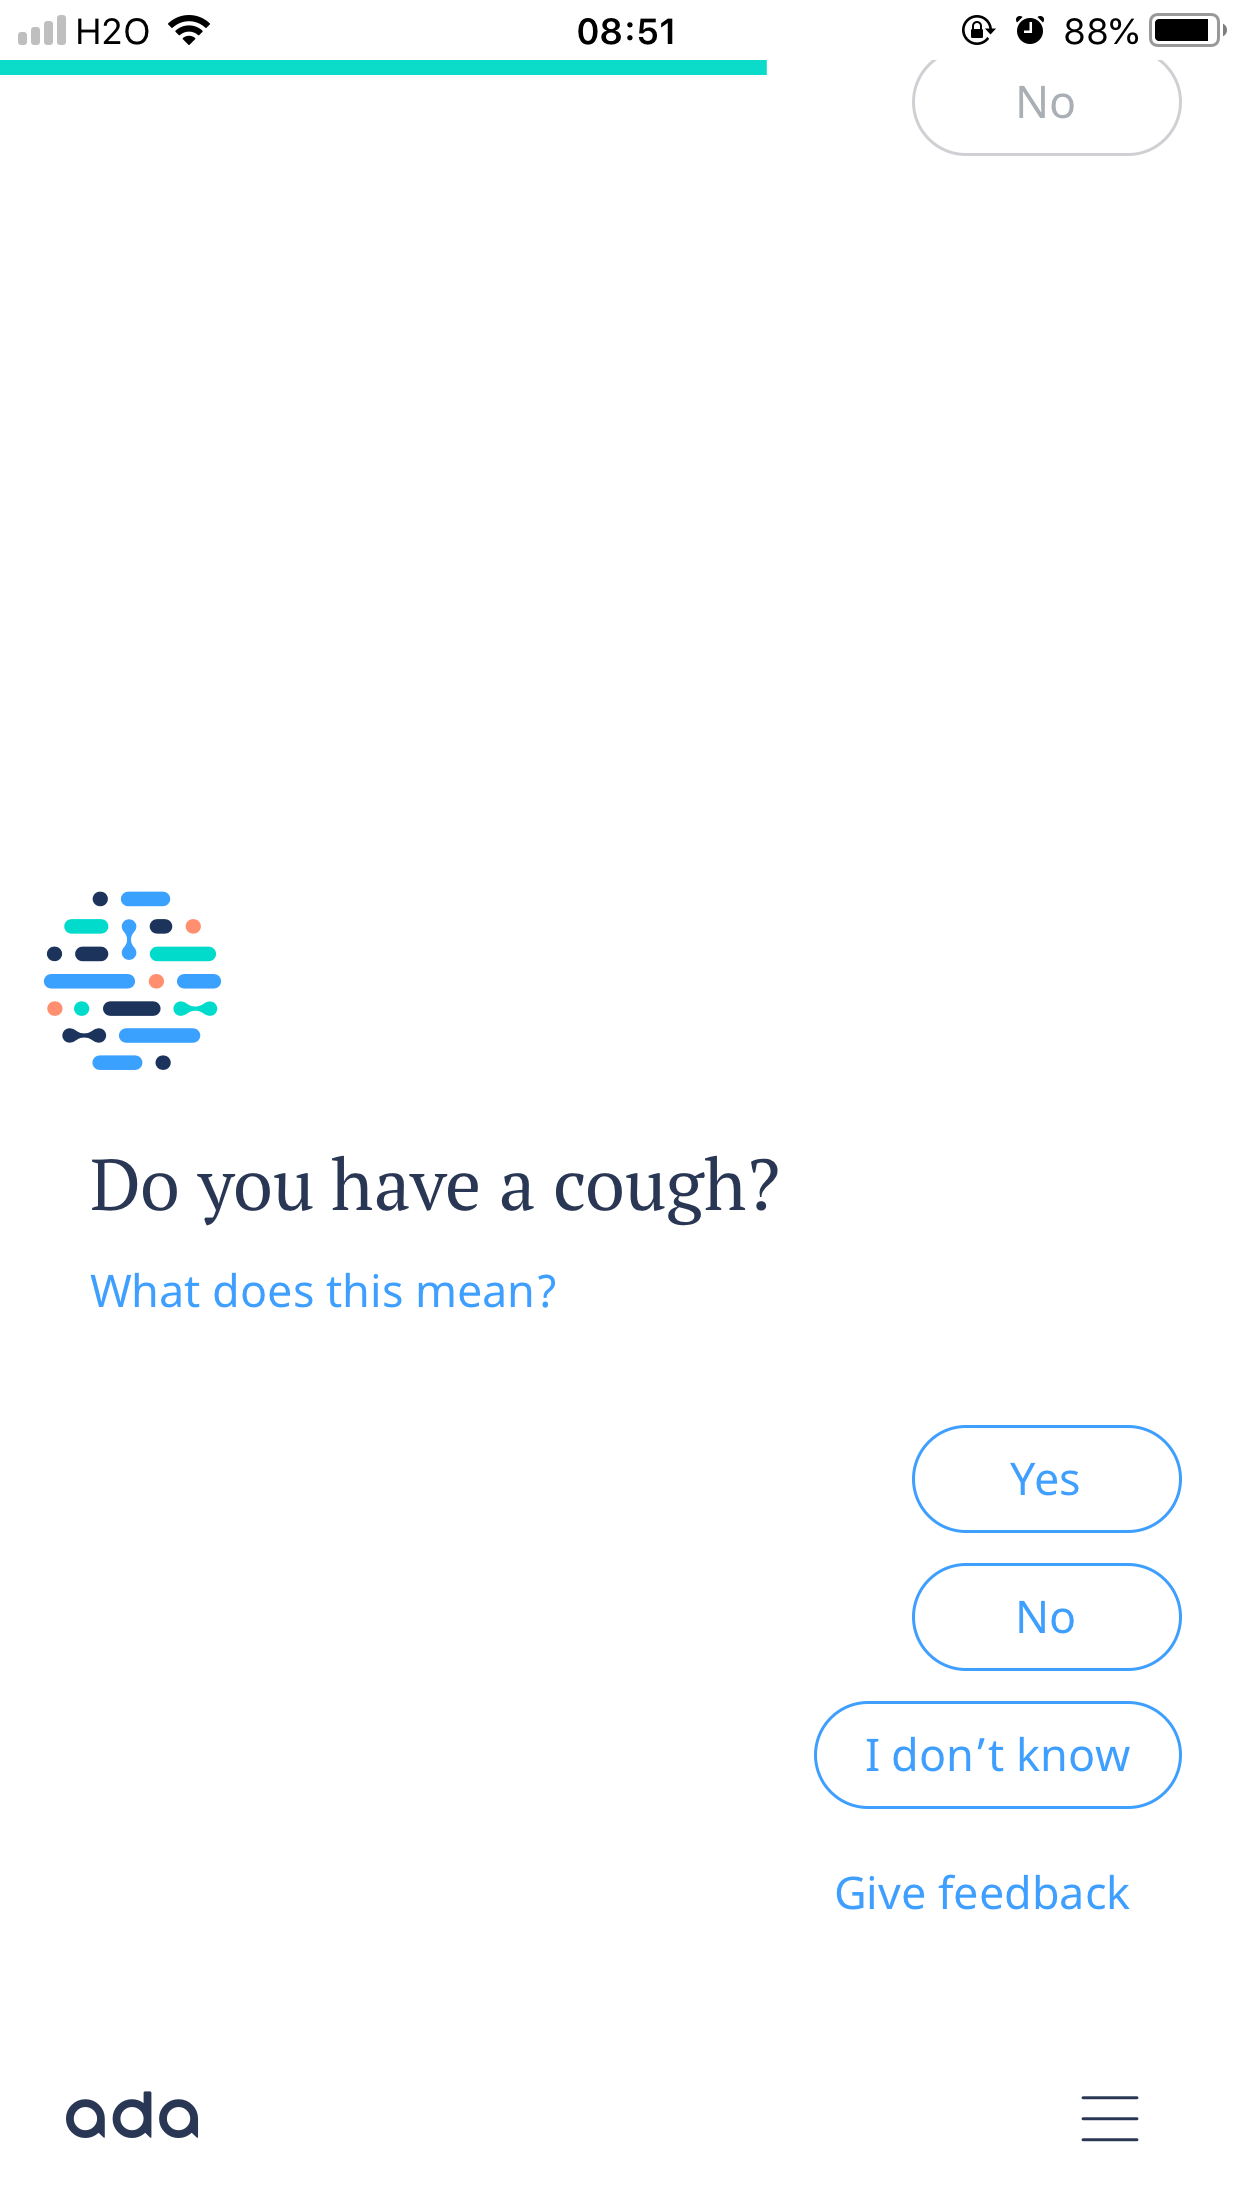 H2O 08:51 88%
No
Do you have a cough?
What does this mean?
Yes
No
I don’t know
Give feedback
ada